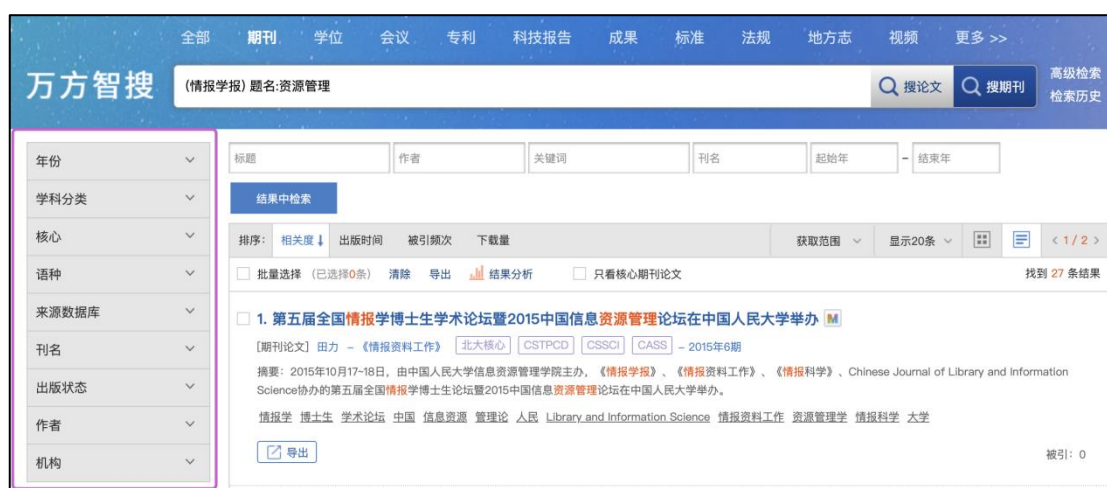 全部 期刊 学位 会议 专利 科技报告 成果 标准 法规 地方志 视频 更多 >>
万方智搜 (情报学报) 题名:资源管理 搜论文 搜期刊 高级检索
检索历史
年份
学科分类
核心
语种
来源数据库
刊名
出版状态
作者
机构
标题 作者 关键词 刊名 起始年 - 结束年
结果中检索
排序: 相关度 出版时间 被引频次 下载量 获取范围 显示20条 < 1 / 2 >
批量选择 (已选择0条) 清除 导出 结果分析 只看核心期刊论文 找到 27 条结果
1. 第五届全国情报学博士生学术论坛暨2015中国信息资源管理论坛在中国人民大学举办 M
[期刊论文] 田力 - 《情报资料工作》 北大核心 CSTPCD CSSCI CASS - 2015年6期
摘要: 2015年10月17~18日, 由中国人民大学信息资源管理学院主办, 《情报学报》、《情报资料工作》、《情报科学》、Chinese Journal of Library and Information
Science协办的第五届全国情报学博士生论坛暨2015中国信息资源管理论坛在中国人民大学举办。
情报学 博士生 学术论坛 中国 信息资源 管理论 人民 Library and Information Science 情报资料工作 资源管理学 情报科学 大学
导出 被引: 0